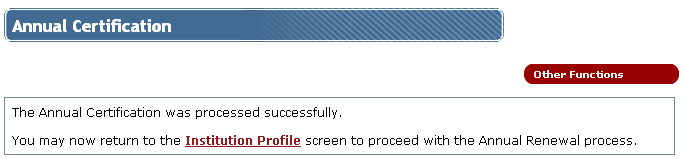 Annual Certification
Other Functions
The Annual Certification was processed successfully.
You may now return to the Institution Profile screen to proceed with the Annual Renewal process.